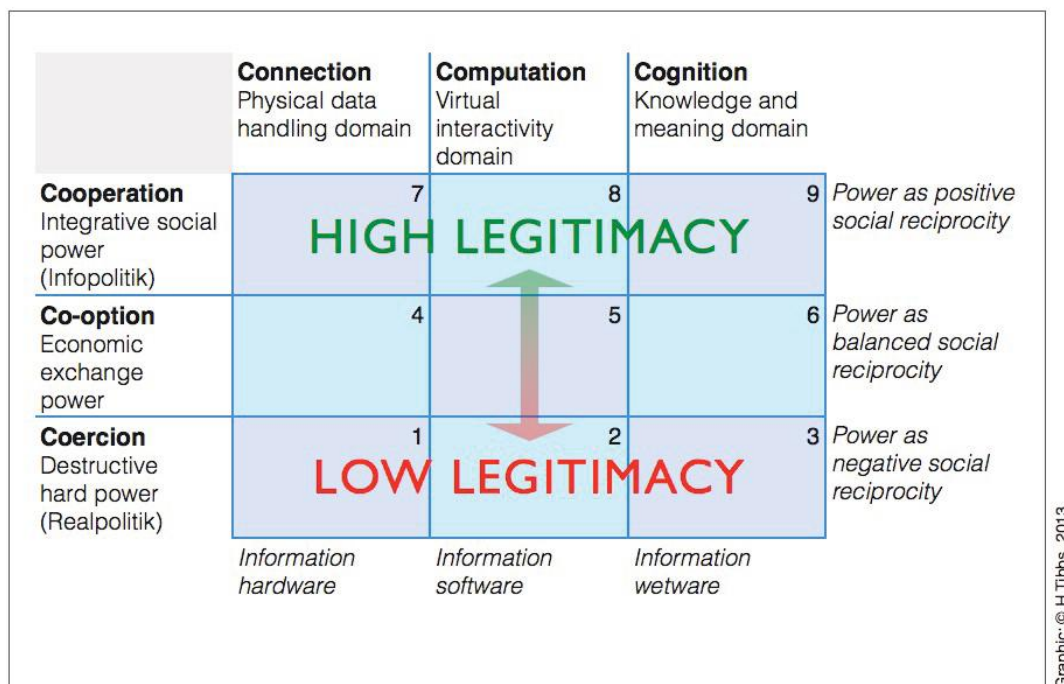 Connection
Physical data
handling domain
Computation
Virtual
interactivity
domain
Cognition
Knowledge and
meaning domain
Cooperation
Integrative social
power
(Infopolitik)
7
8
9
HIGH LEGITIMACY
Power as positive
social reciprocity
Co-option
Economic
exchange
power
4
5
6
Power as
balanced social
reciprocity
Coercion
Destructive
hard power
(Realpolitik)
1
2
3
LOW LEGITIMACY
Power as
negative social
reciprocity
Information
hardware
Information
software
Information
wetware
Graphic: © H Tibbs, 2013